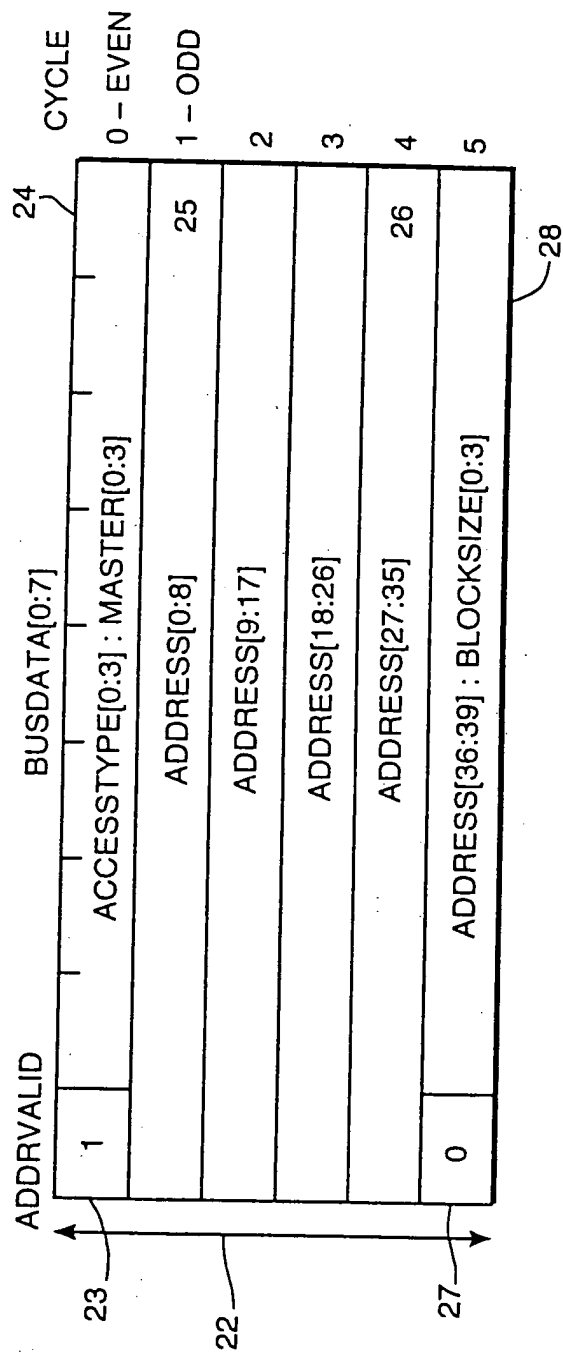 ADDRVALID BUSDATA[0:7] 24 CYCLE
23 1 ACCESSTYPE[0:3] : MASTER[0:3] 0 – EVEN
ADDRESS[0:8] 25 1 – ODD
22 ADDRESS[9:17] 2
ADDRESS[18:26] 3
ADDRESS[27:35] 26 4
27 0 ADDRESS[36:39] : BLOCKSIZE[0:3] 5
28